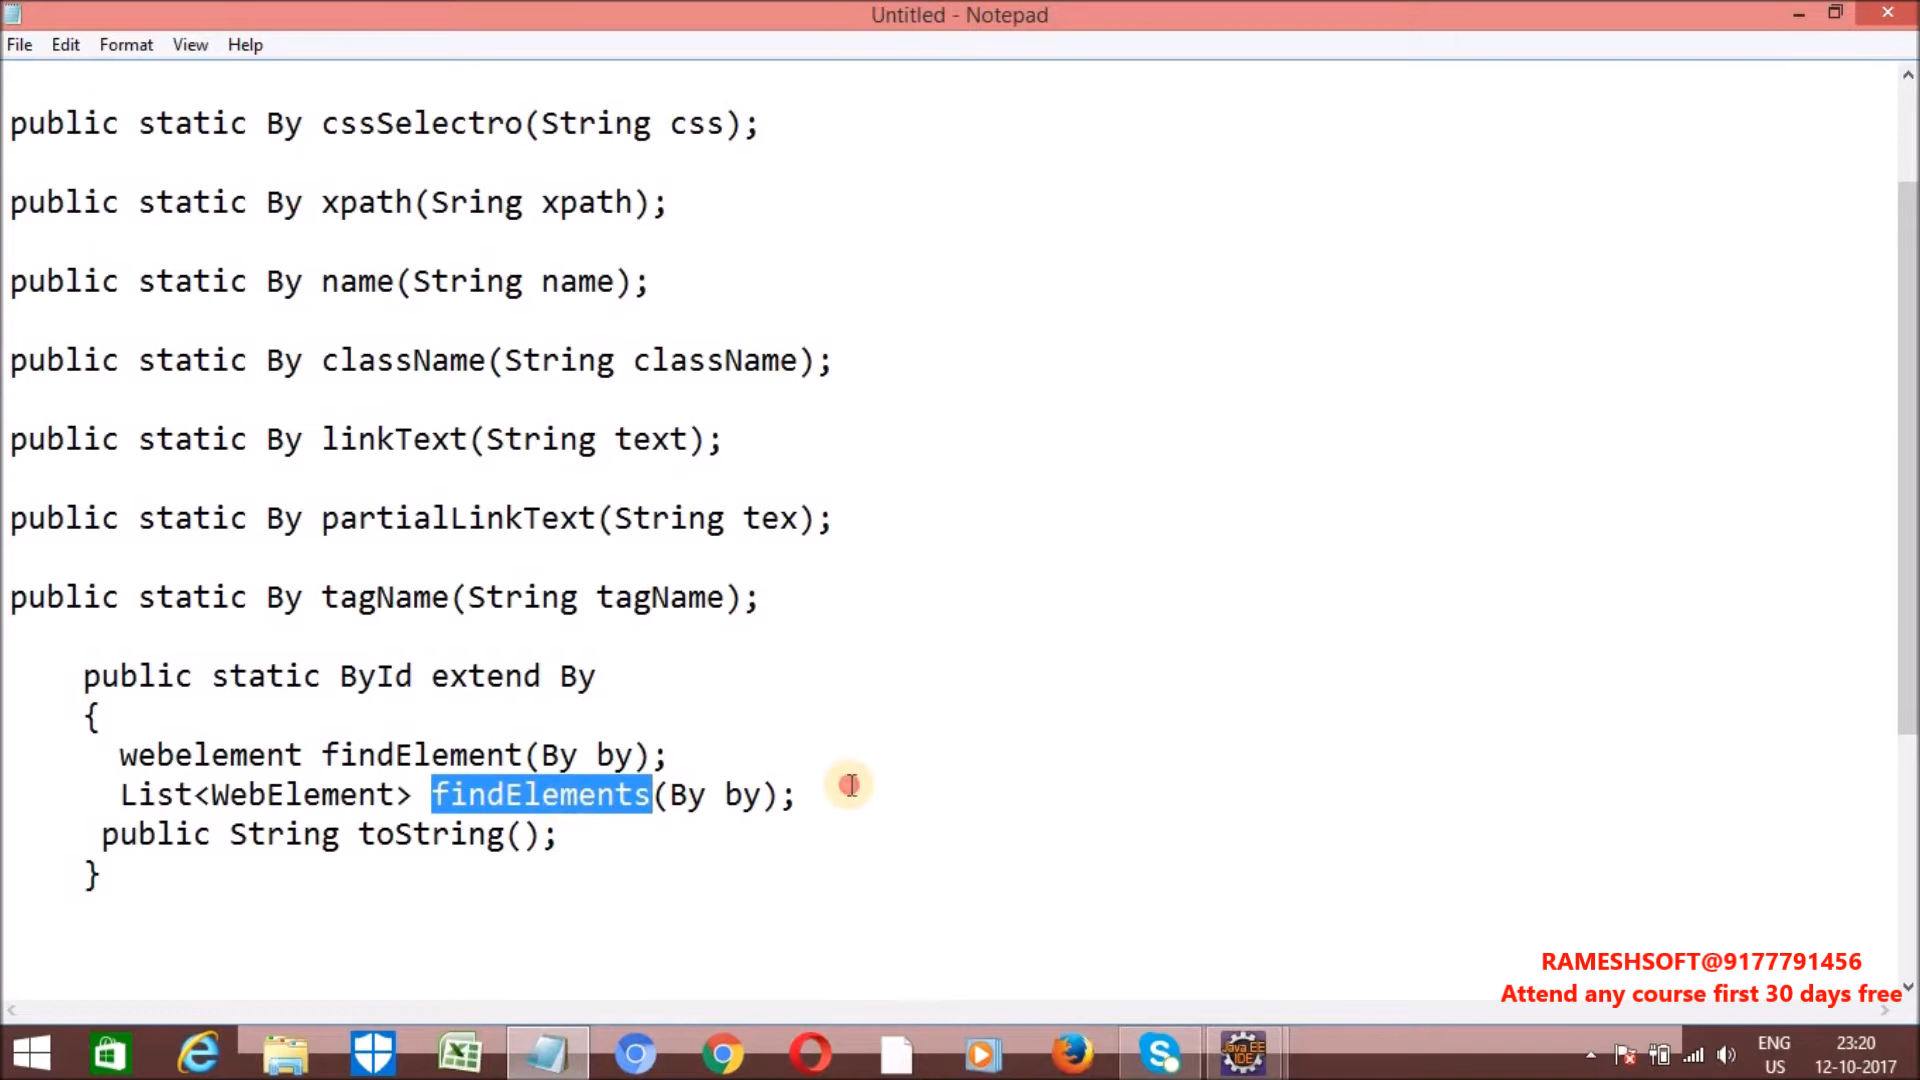 Untitled - Notepad
File Edit Format View Help
public static By cssSelectro(String css);
public static By xpath(Sring xpath);
public static By name(String name);
public static By className(String className);
public static By linkText(String text);
public static By partialLinkText(String tex);
public static By tagName(String tagName);
public static ById extend By
{
webelement findElement(By by);
List<WebElement> findElements(By by);
public String toString();
}
RAMESHSOFT@9177791456
Attend any course first 30 days free
Java EE
IDE
ENG
US
23:20
12-10-2017